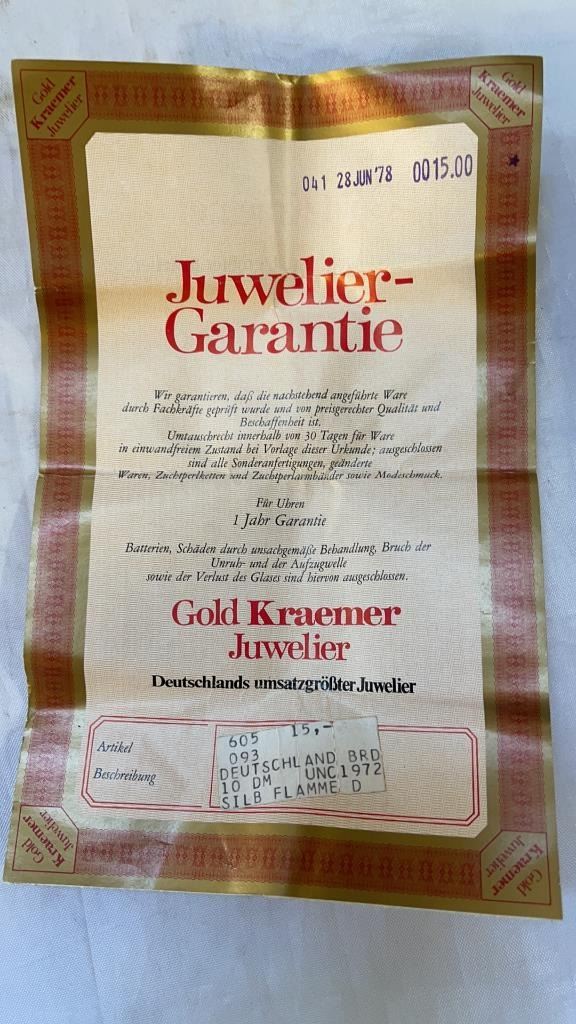 Gold
Kraemer
Juwelier
Gold
Kraemer
Juwelier
041 28JUN'78 0015.00
Juwelier-
Garantie
Wir garantieren, daß die nachstehend angeführte Ware
durch Fachkräfte geprüft wurde und von preisgerechter Qualität und
Beschaffenheit ist.
Umtauschrecht innerhalb von 30 Tagen für Ware
in einwandfreiem Zustand bei Vorlage dieser Urkunde; ausgeschlossen
sind alle Sonderanfertigungen, geänderte
Waren, Zuchtperlketten und Zuchtperlarmbänder sowie Modeschmuck.
Für Uhren
1 Jahr Garantie
Batterien, Schäden durch unsachgemäße Behandlung, Bruch der
Unruh- und der Aufzugwelle
sowie der Verlust des Glases sind hiervon ausgeschlossen.
Gold Kraemer
Juwelier
Deutschlands umsatzgrößter Juwelier
Artikel
Beschreibung
605 15,-
093
DEUTSCHLAND BRD
10 DM UNC 1972
SILB FLAMME D
Gold
Kraemer
Juwelier
Gold
Kraemer
Juwelier